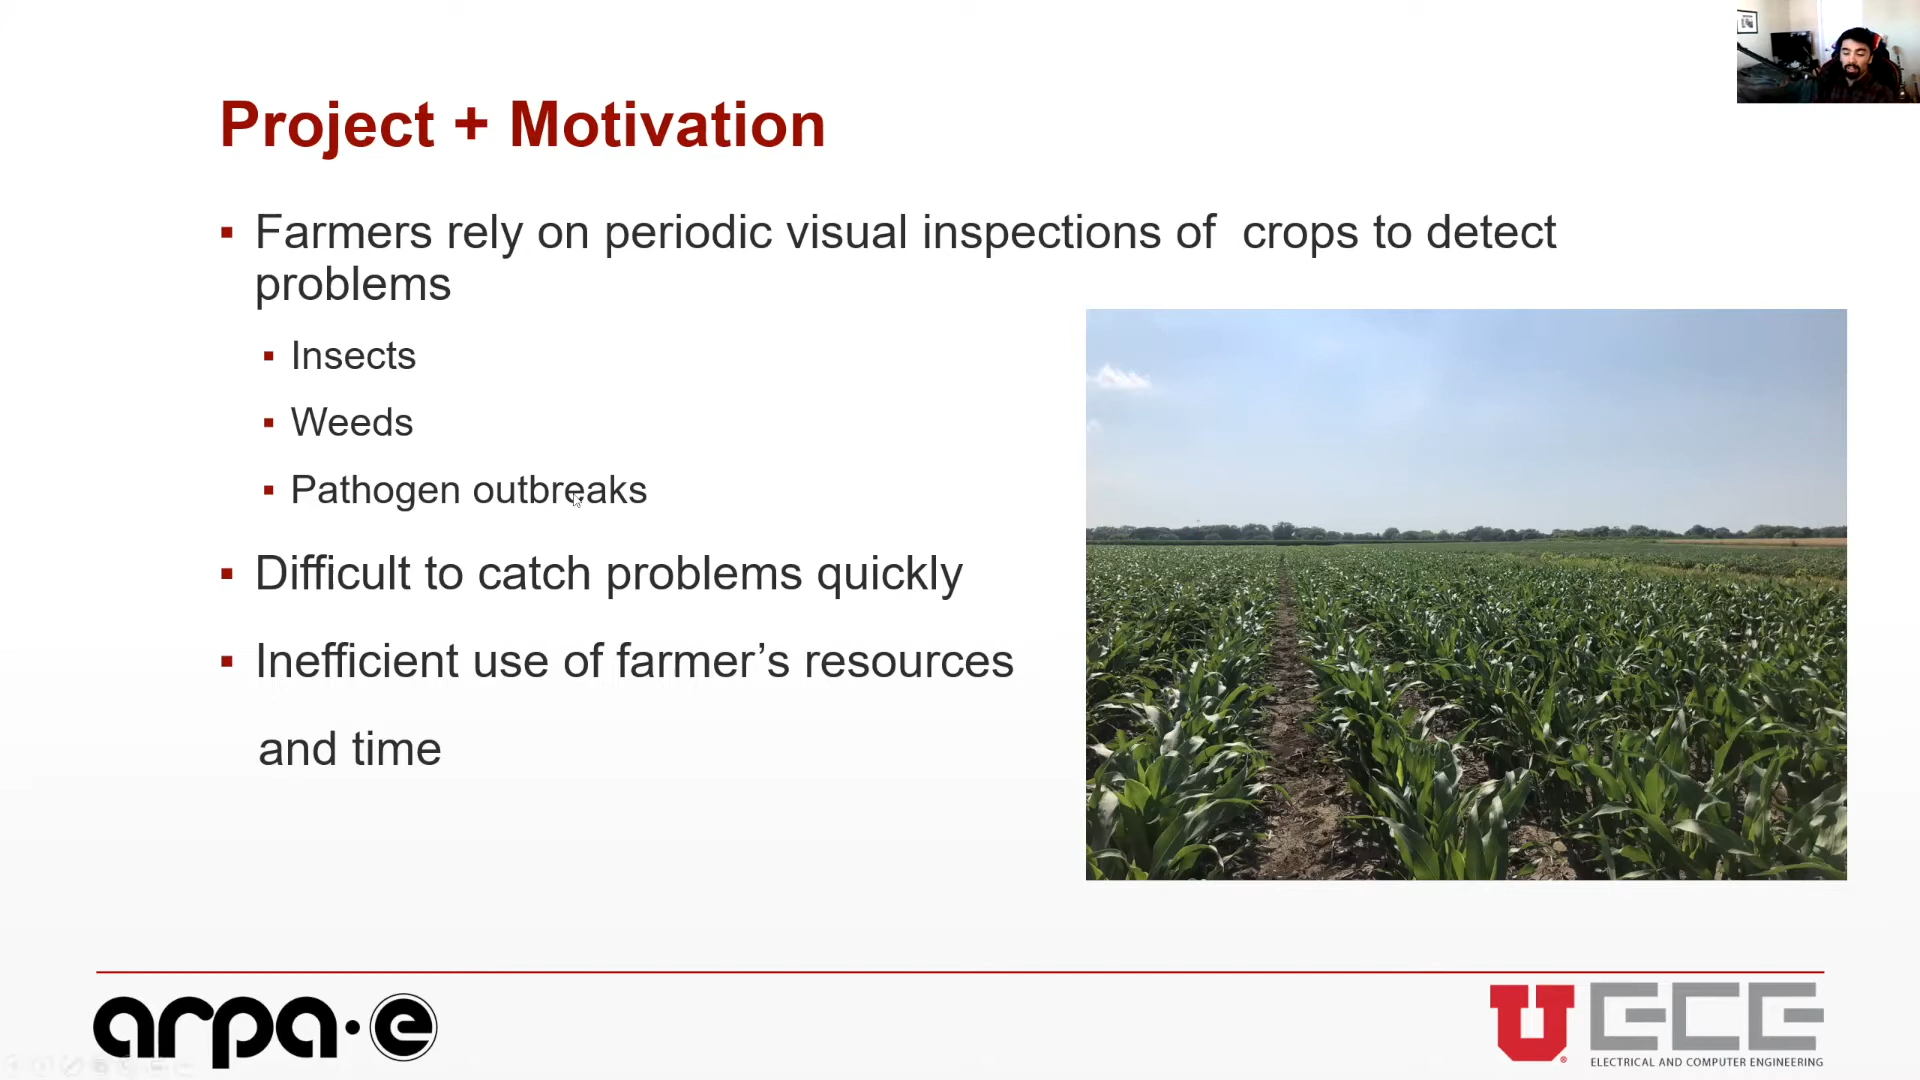 Project + Motivation
▪ Farmers rely on periodic visual inspections of  crops to detect
problems
▪ Insects
▪ Weeds
▪ Pathogen outbreaks
▪ Difficult to catch problems quickly
▪ Inefficient use of farmer’s resources
and time
arpa·e
U ECE
ELECTRICAL AND COMPUTER ENGINEERING